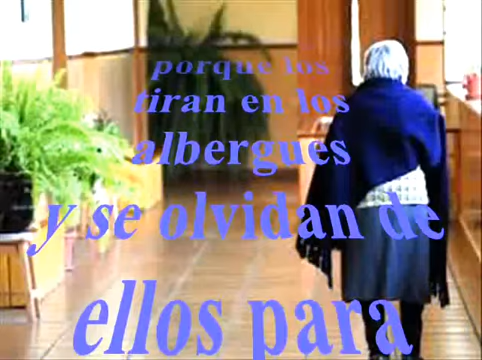 porque los
tiran en los
albergues
y se olvidan de
ellos para